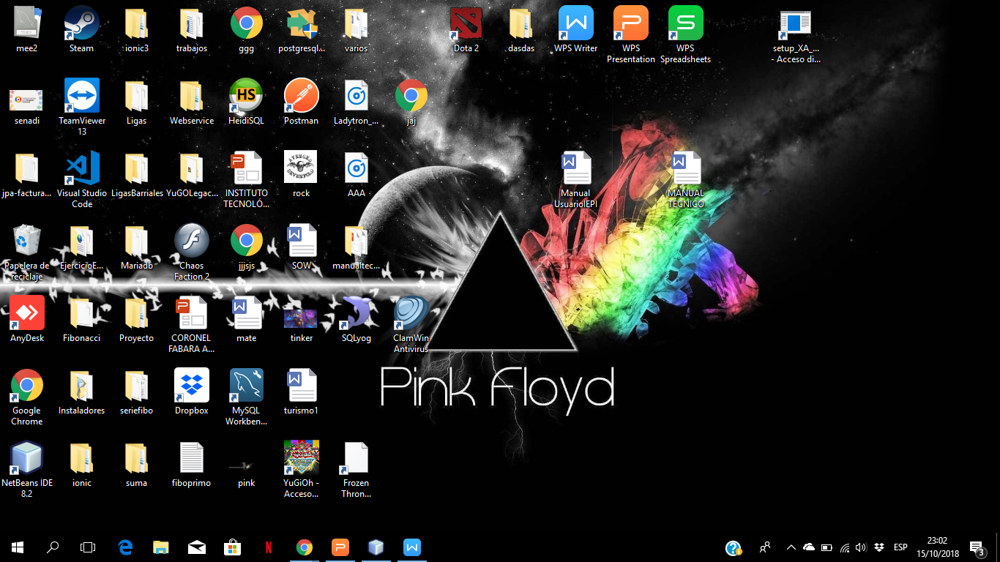 mee2
Steam
ionic3
trabajos
ggg
postgresql...
varios
Dota 2
dasdas
WPS Writer
WPS
Presentation
WPS
Spreadsheets
setup_XA_...
- Acceso di...
senadi
TeamViewer
13
Ligas
Webservice
HS
HeidiSQL
Postman
Ladytron_...
jaj
jpa-factura...
Visual Studio
Code
LigasBarriales
YuGOLegac...
INSTITUTO
TECNOLÓ...
AVENGED
SEVENFOLD
rock
AAA
Manual
UsuarioIEPI
MANUAL
TECNICO
Papelera de
reciclaje
EjercicioE...
Mariado
Chaos
Faction 2
jjjsjs
SOW
manualtec...
AnyDesk
Fibonacci
Proyecto
CORONEL
FABARA A...
mate
tinker
SQLyog
ClamWin
Antivirus
Pink Floyd
Google
Chrome
Instaladores
seriefibo
Dropbox
MySQL
Workben...
turismo1
NetBeans IDE
8.2
ionic
suma
fiboprimo
pink
YuGiOh -
Acceso...
Frozen
Thron...
ESP
23:02
15/10/2018
3